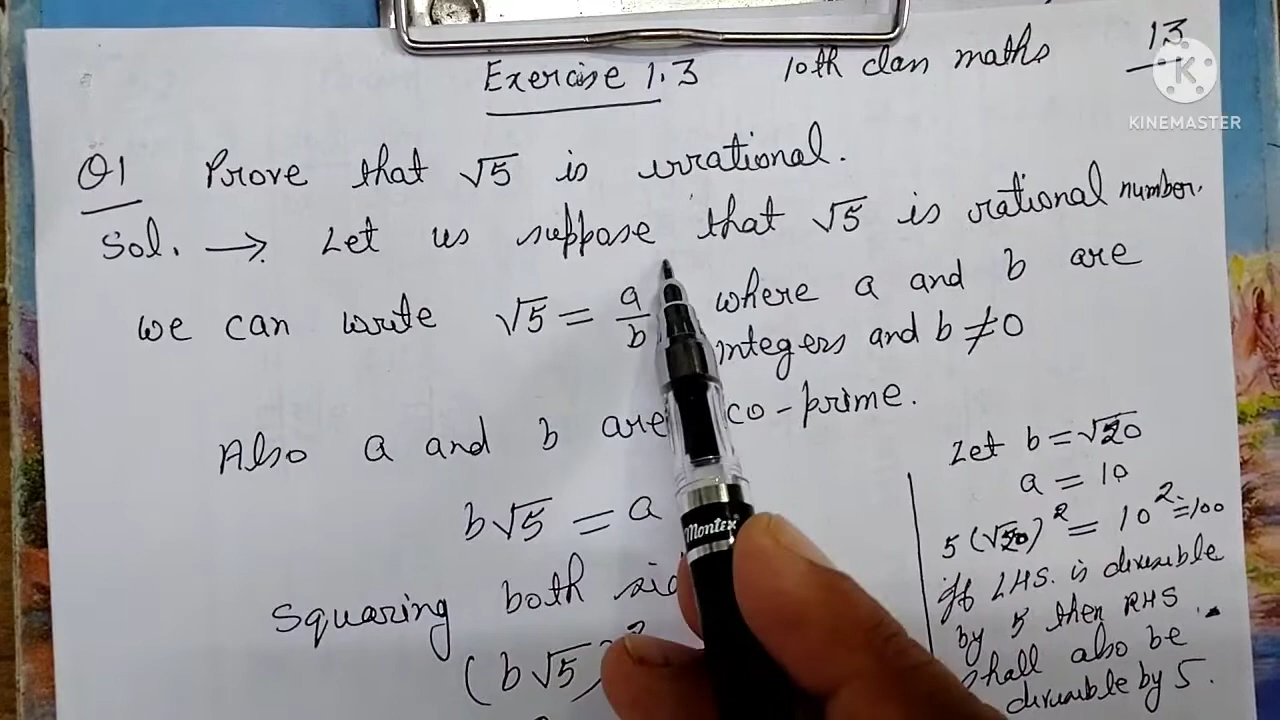 Exercise 1.3 10th class maths 13
KINEMASTER
Q1 Prove that √5 is irrational.
Sol. → Let us suppose that √5 is rational number.
we can write √5 = a/b where a and b are
integers and b ≠ 0
Also a and b are co-prime.
b√5 = a
Squaring both
(b√5)²
Let b = √20
a = 10
5(√20)² = 10² = 100
If LHS. is divisible
by 5 then RHS
shall also be
divisible by 5.
Montex